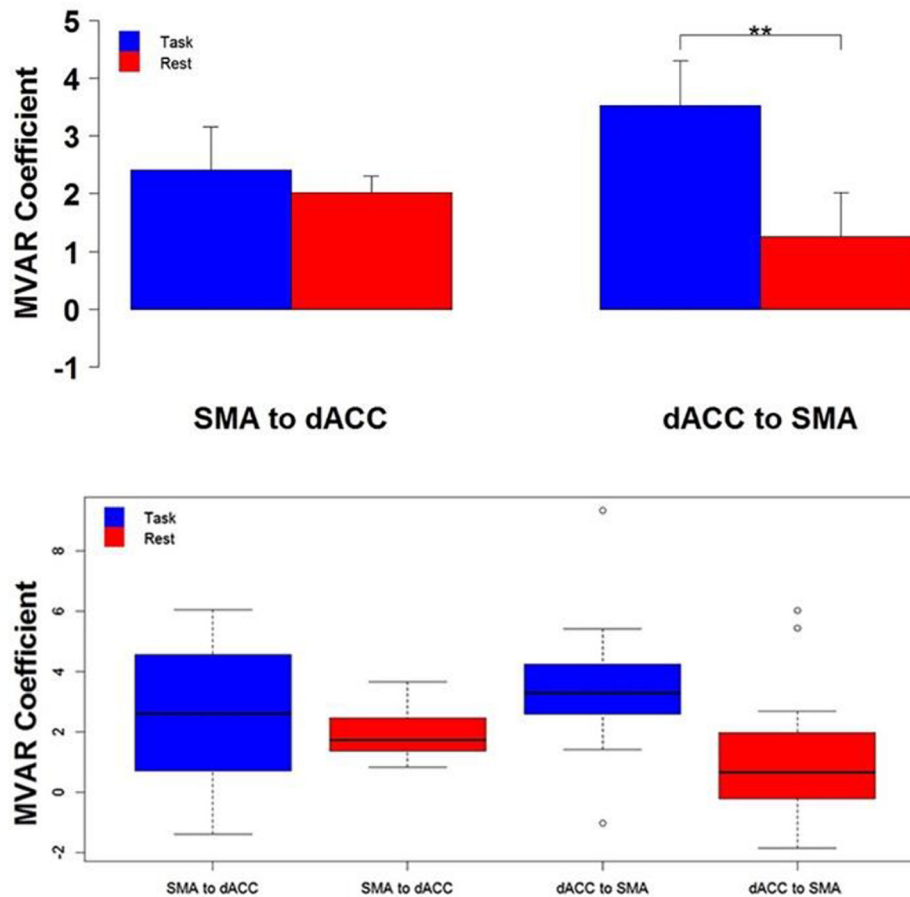 5
4
3
2
1
0
-1
MVAR Coefficient
Task
Rest
**
SMA to dACC
dACC to SMA
8
6
4
2
0
-2
MVAR Coefficient
Task
Rest
SMA to dACC
SMA to dACC
dACC to SMA
dACC to SMA